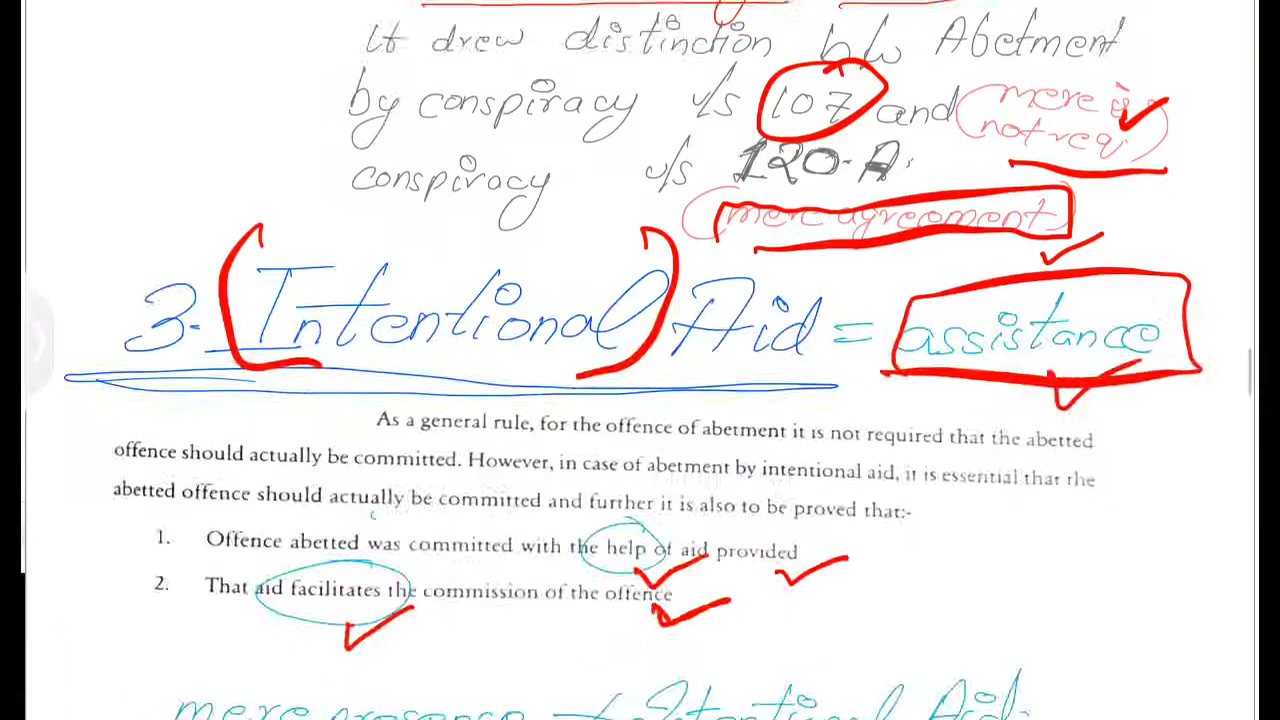 It drew distinction b/w Abetment
by conspiracy u/s 107 and (mere is
not req)
conspiracy u/s 120-A.
(mere agreement)
3. (Intentional) Aid = assistance
As a general rule, for the offence of abetment it is not required that the abetted
offence should actually be committed. However, in case of abetment by intentional aid, it is essential that the
abetted offence should actually be committed and further it is also to be proved that:-
1. Offence abetted was committed with the help of aid provided
2. That aid facilitates the commission of the offence
mere presence ≠ Intentional Aid.